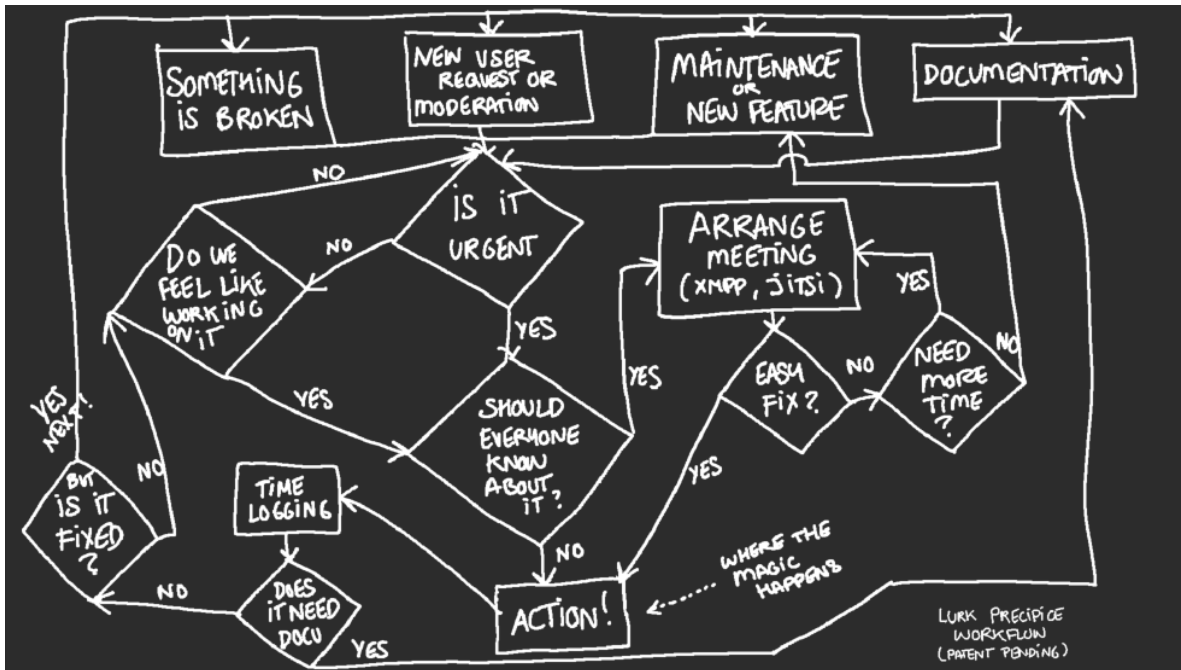 SOMETHING
IS BROKEN
NEW USER
REQUEST OR
MODERATION
MAINTENANCE
OR
NEW FEATURE
DOCUMENTATION
NO
IS IT
URGENT
NO
DO WE
FEEL LIKE
WORKING
ON IT
YES
YES
ARRANGE
MEETING
(XMPP, JITSI)
YES
YES
EASY
FIX?
NO
NEED
MORE
TIME
?
NO
SHOULD
EVERYONE
KNOW
ABOUT
IT?
YES
NEXT!
NO
BUT
IS IT
FIXED
?
TIME
LOGGING
YES
NO
DOES
IT NEED
DOCU
NO
YES
ACTION!
WHERE THE
MAGIC
HAPPENS
LURK PRECIPICE
WORKFLOW
(PATENT PENDING)